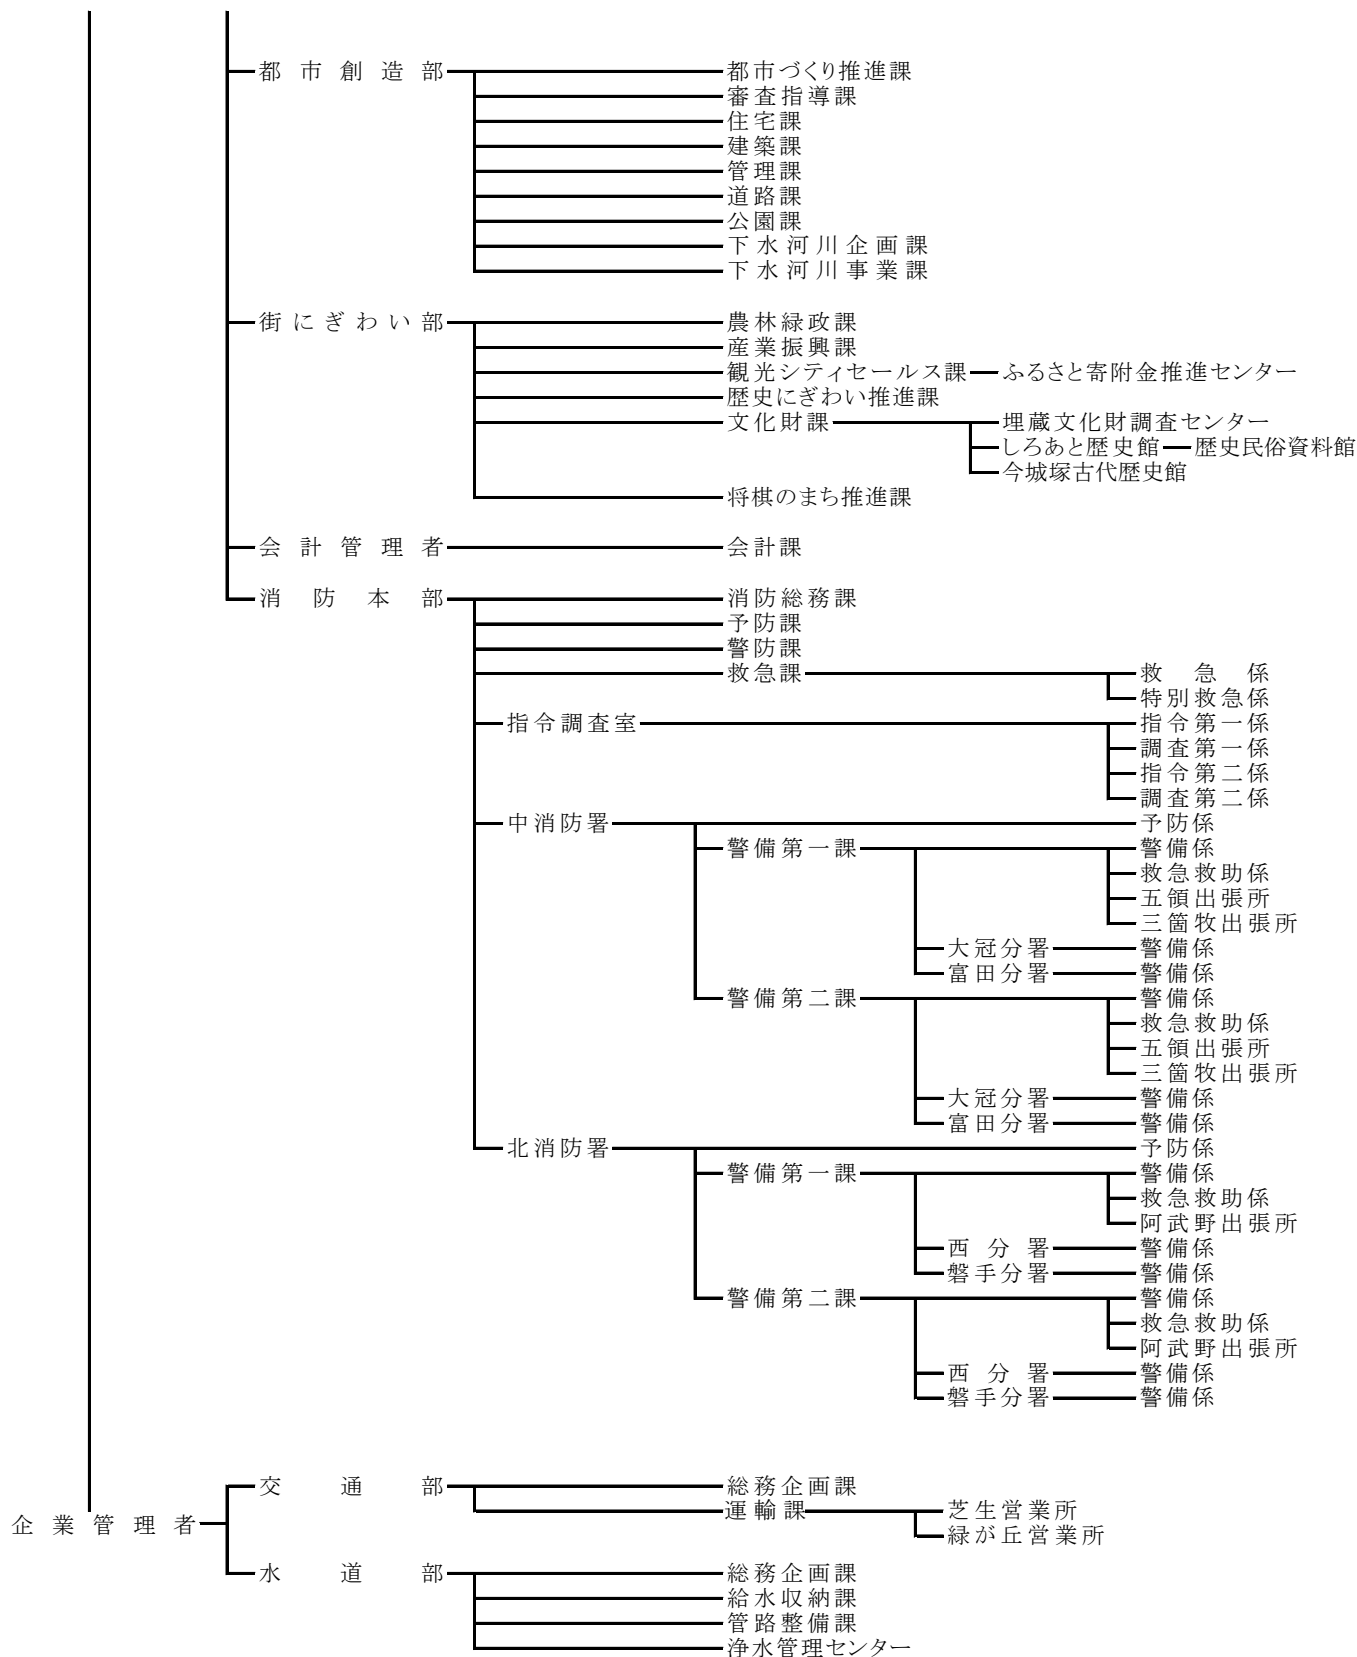 都市創造部 都市づくり推進課
審査指導課
住宅課
建築課
管理課
道路課
公園課
下水河川企画課
下水河川事業課
街にぎわい部 農林緑政課
産業振興課
観光シティセールス課 ふるさと寄附金推進センター
歴史にぎわい推進課
文化財課 埋蔵文化財調査センター
しろあと歴史館 歴史民俗資料館
今城塚古代歴史館
将棋のまち推進課
会計管理者 会計課
消防本部 消防総務課
予防課
警防課
救急課 救急係
特別救急係
指令調査室 指令第一係
調査第一係
指令第二係
調査第二係
中消防署 予防係
警備第一課 警備係
救急救助係
五領出張所
三箇牧出張所
大冠分署 警備係
富田分署 警備係
警備第二課 警備係
救急救助係
五領出張所
三箇牧出張所
大冠分署 警備係
富田分署 警備係
北消防署 予防係
警備第一課 警備係
救急救助係
阿武野出張所
西分署 警備係
磐手分署 警備係
警備第二課 警備係
救急救助係
阿武野出張所
西分署 警備係
磐手分署 警備係
交通部 総務企画課
運輸課 芝生営業所
企業管理者
緑が丘営業所
水道部 総務企画課
給水収納課
管路整備課
浄水管理センター